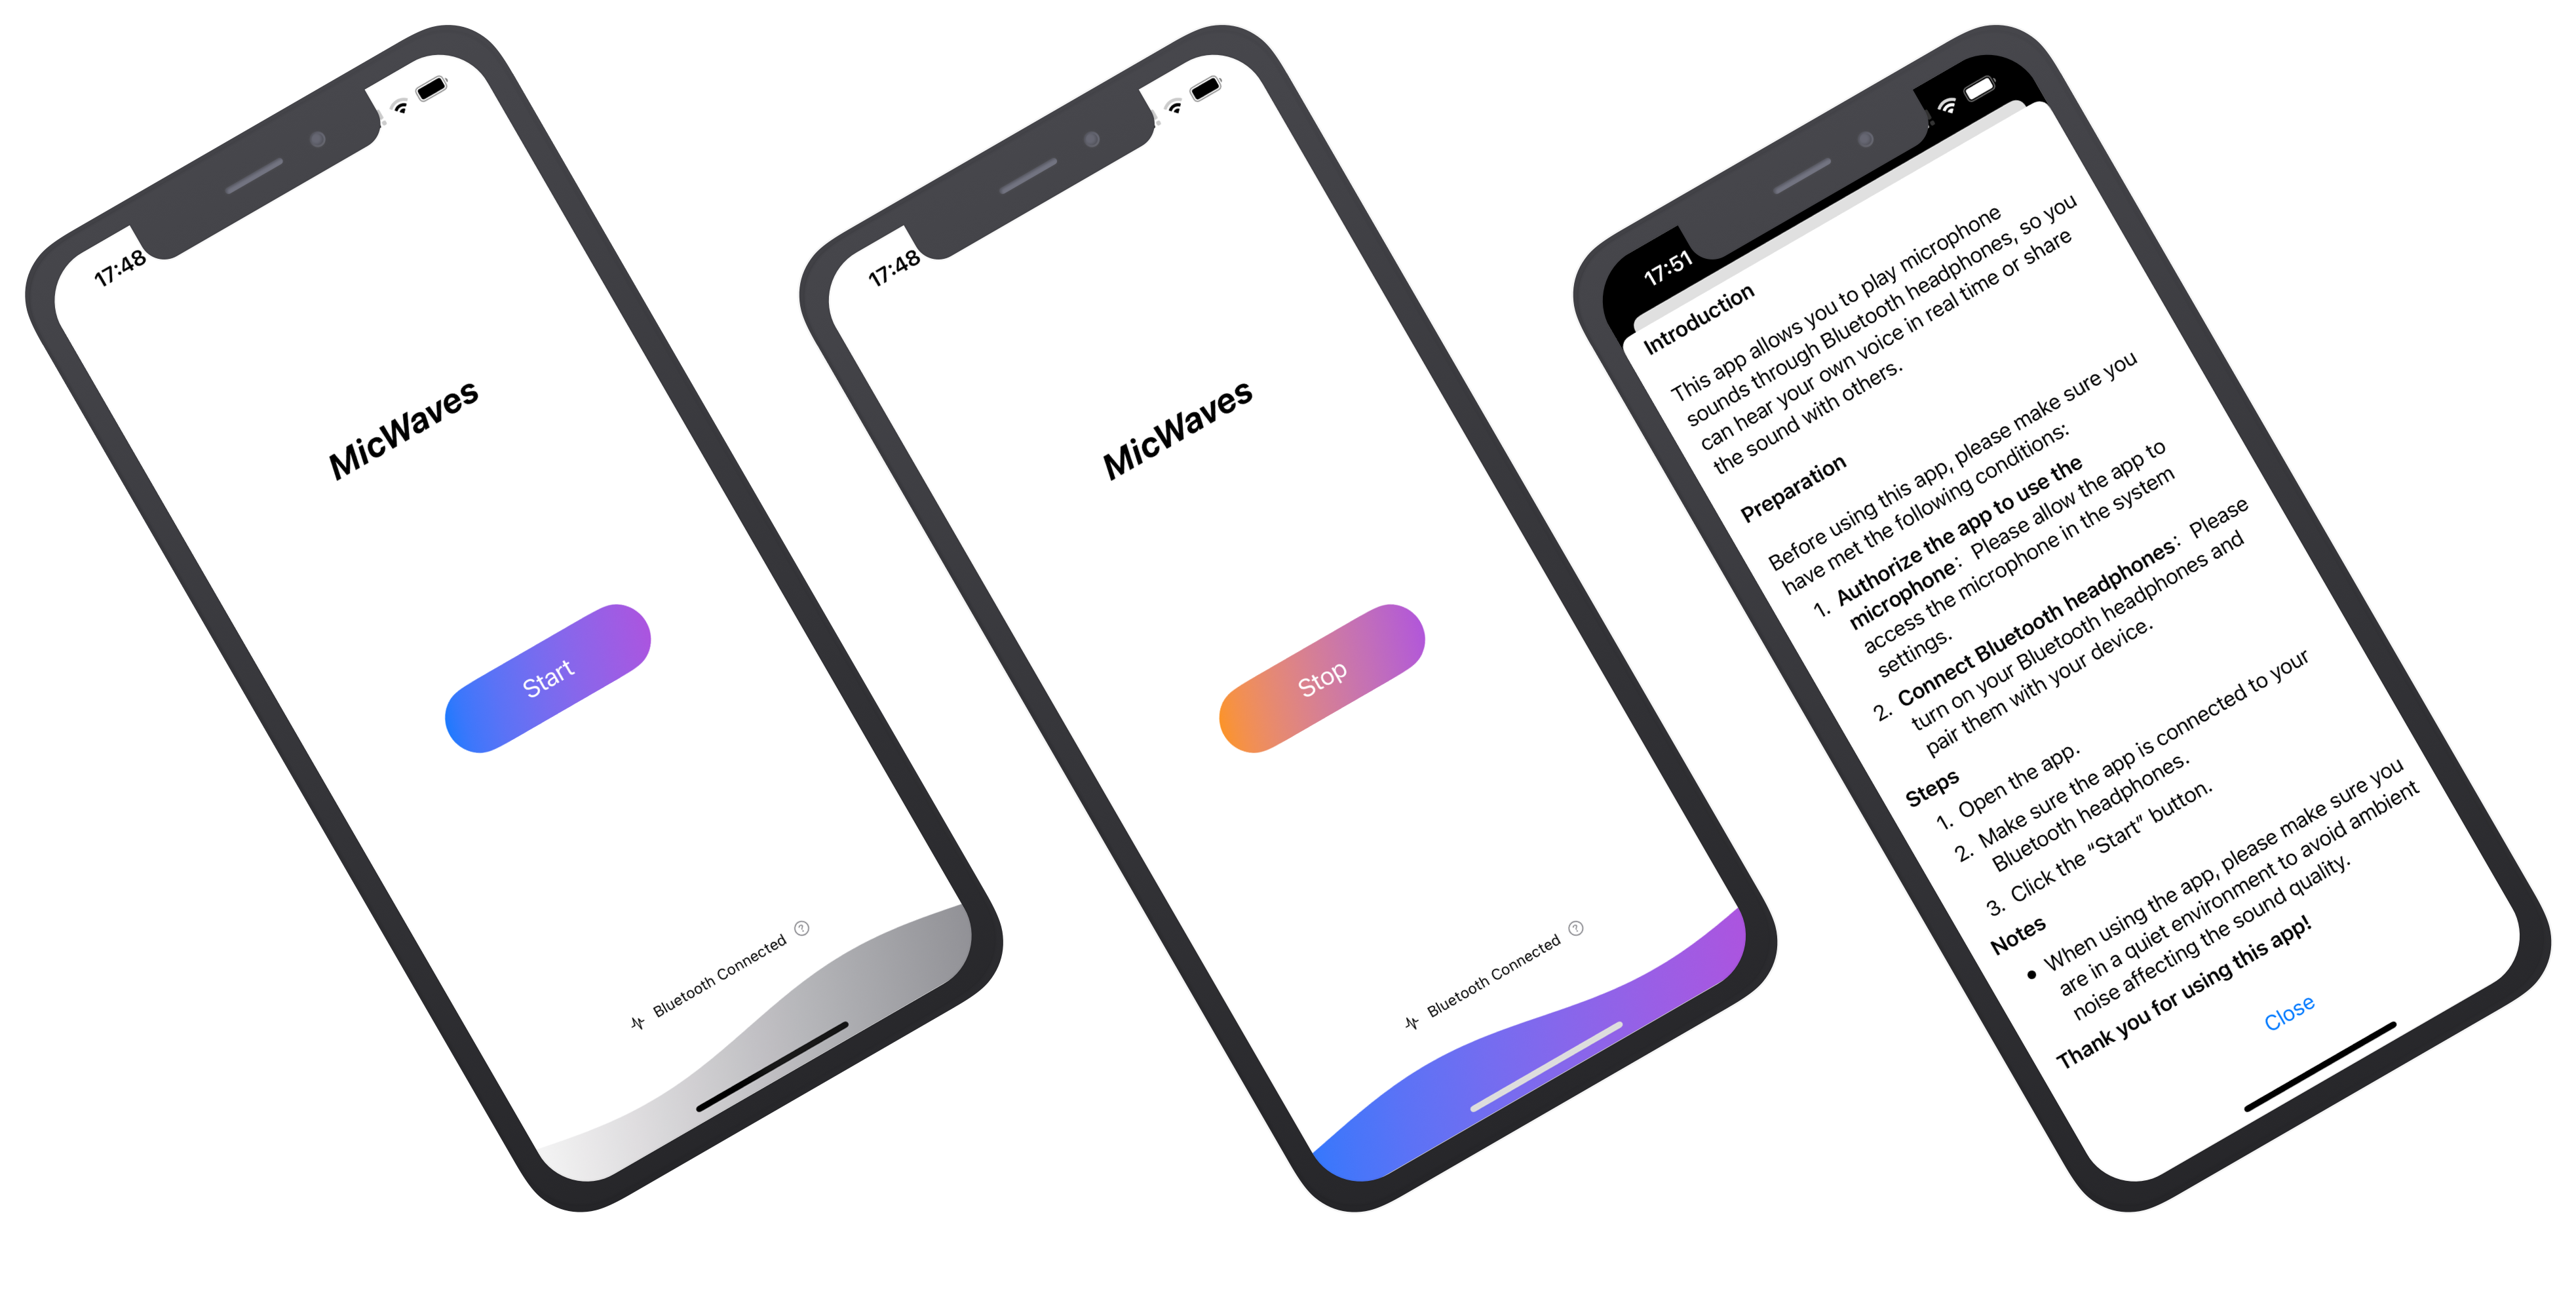 17:48
MicWaves
Start
Bluetooth Connected ?
17:48
MicWaves
Stop
Bluetooth Connected ?
17:51
Introduction
This app allows you to play microphone
sounds through Bluetooth headphones, so you
can hear your own voice in real time or share
the sound with others.
Preparation
Before using this app, please make sure you
have met the following conditions:
1. Authorize the app to use the
microphone: Please allow the app to
access the microphone in the system
settings.
2. Connect Bluetooth headphones: Please
turn on your Bluetooth headphones and
pair them with your device.
Steps
1. Open the app.
2. Make sure the app is connected to your
Bluetooth headphones.
3. Click the “Start” button.
Notes
• When using the app, please make sure you
are in a quiet environment to avoid ambient
noise affecting the sound quality.
Thank you for using this app!
Close